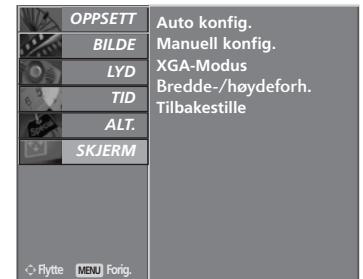 OPPSETT
BILDE
LYD
TID
ALT.
SKJERM
Auto konfig.
Manuell konfig.
XGA-Modus
Bredde-/høydeforh.
Tilbakestille
Flytte MENU Forig.